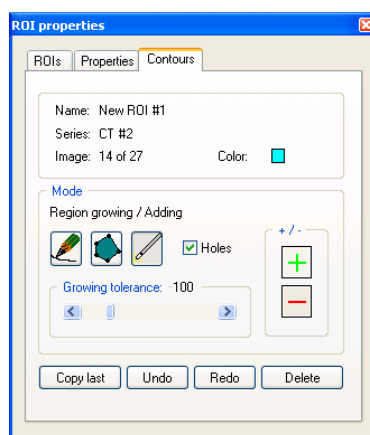 ROI properties
ROIs Properties Contours
Name: New ROI #1
Series: CT #2
Image: 14 of 27 Color:
Mode
Region growing / Adding
+ / -
Holes
Growing tolerance: -100
Copy last Undo Redo Delete